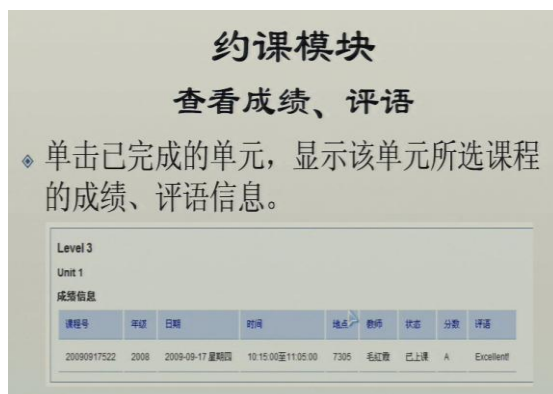 约课模块
查看成绩、评语
单击已完成的单元，显示该单元所选课程
的成绩、评语信息。
Level 3
Unit 1
成绩信息
课程号 年级 日期 时间 地点 教师 状态 分数 评语
20090917522 2008 2009-09-17 星期四 10:15:00至11:05:00 7305 毛红霞 已上课 A Excellent!